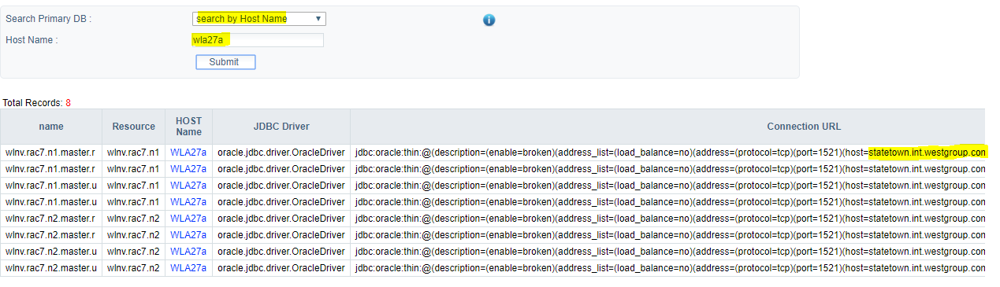 Search Primary DB : search by Host Name
Host Name : wla27a
Submit
Total Records: 8
name Resource HOST Name JDBC Driver Connection URL
wlnv.rac7.n1.master.r wlnv.rac7.n1 WLA27a oracle.jdbc.driver.OracleDriver jdbc:oracle:thin:@(description=(enable=broken)(address_list=(load_balance=no)(address=(protocol=tcp)(port=1521)(host=statetown.int.westgroup.con
wlnv.rac7.n1.master.r wlnv.rac7.n1 WLA27a oracle.jdbc.driver.OracleDriver jdbc:oracle:thin:@(description=(enable=broken)(address_list=(load_balance=no)(address=(protocol=tcp)(port=1521)(host=statetown.int.westgroup.con
wlnv.rac7.n1.master.u wlnv.rac7.n1 WLA27a oracle.jdbc.driver.OracleDriver jdbc:oracle:thin:@(description=(enable=broken)(address_list=(load_balance=no)(address=(protocol=tcp)(port=1521)(host=statetown.int.westgroup.con
wlnv.rac7.n1.master.u wlnv.rac7.n1 WLA27a oracle.jdbc.driver.OracleDriver jdbc:oracle:thin:@(description=(enable=broken)(address_list=(load_balance=no)(address=(protocol=tcp)(port=1521)(host=statetown.int.westgroup.con
wlnv.rac7.n2.master.r wlnv.rac7.n2 WLA27a oracle.jdbc.driver.OracleDriver jdbc:oracle:thin:@(description=(enable=broken)(address_list=(load_balance=no)(address=(protocol=tcp)(port=1521)(host=statetown.int.westgroup.con
wlnv.rac7.n2.master.r wlnv.rac7.n2 WLA27a oracle.jdbc.driver.OracleDriver jdbc:oracle:thin:@(description=(enable=broken)(address_list=(load_balance=no)(address=(protocol=tcp)(port=1521)(host=statetown.int.westgroup.con
wlnv.rac7.n2.master.u wlnv.rac7.n2 WLA27a oracle.jdbc.driver.OracleDriver jdbc:oracle:thin:@(description=(enable=broken)(address_list=(load_balance=no)(address=(protocol=tcp)(port=1521)(host=statetown.int.westgroup.con
wlnv.rac7.n2.master.u wlnv.rac7.n2 WLA27a oracle.jdbc.driver.OracleDriver jdbc:oracle:thin:@(description=(enable=broken)(address_list=(load_balance=no)(address=(protocol=tcp)(port=1521)(host=statetown.int.westgroup.con